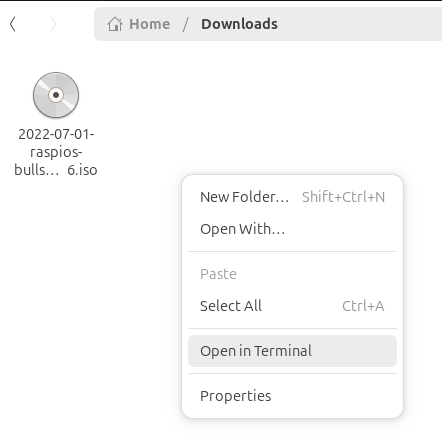 Home / Downloads
2022-07-01-
raspios-
bulls… 6.iso
New Folder… Shift+Ctrl+N
Open With…
Paste
Select All Ctrl+A
Open in Terminal
Properties